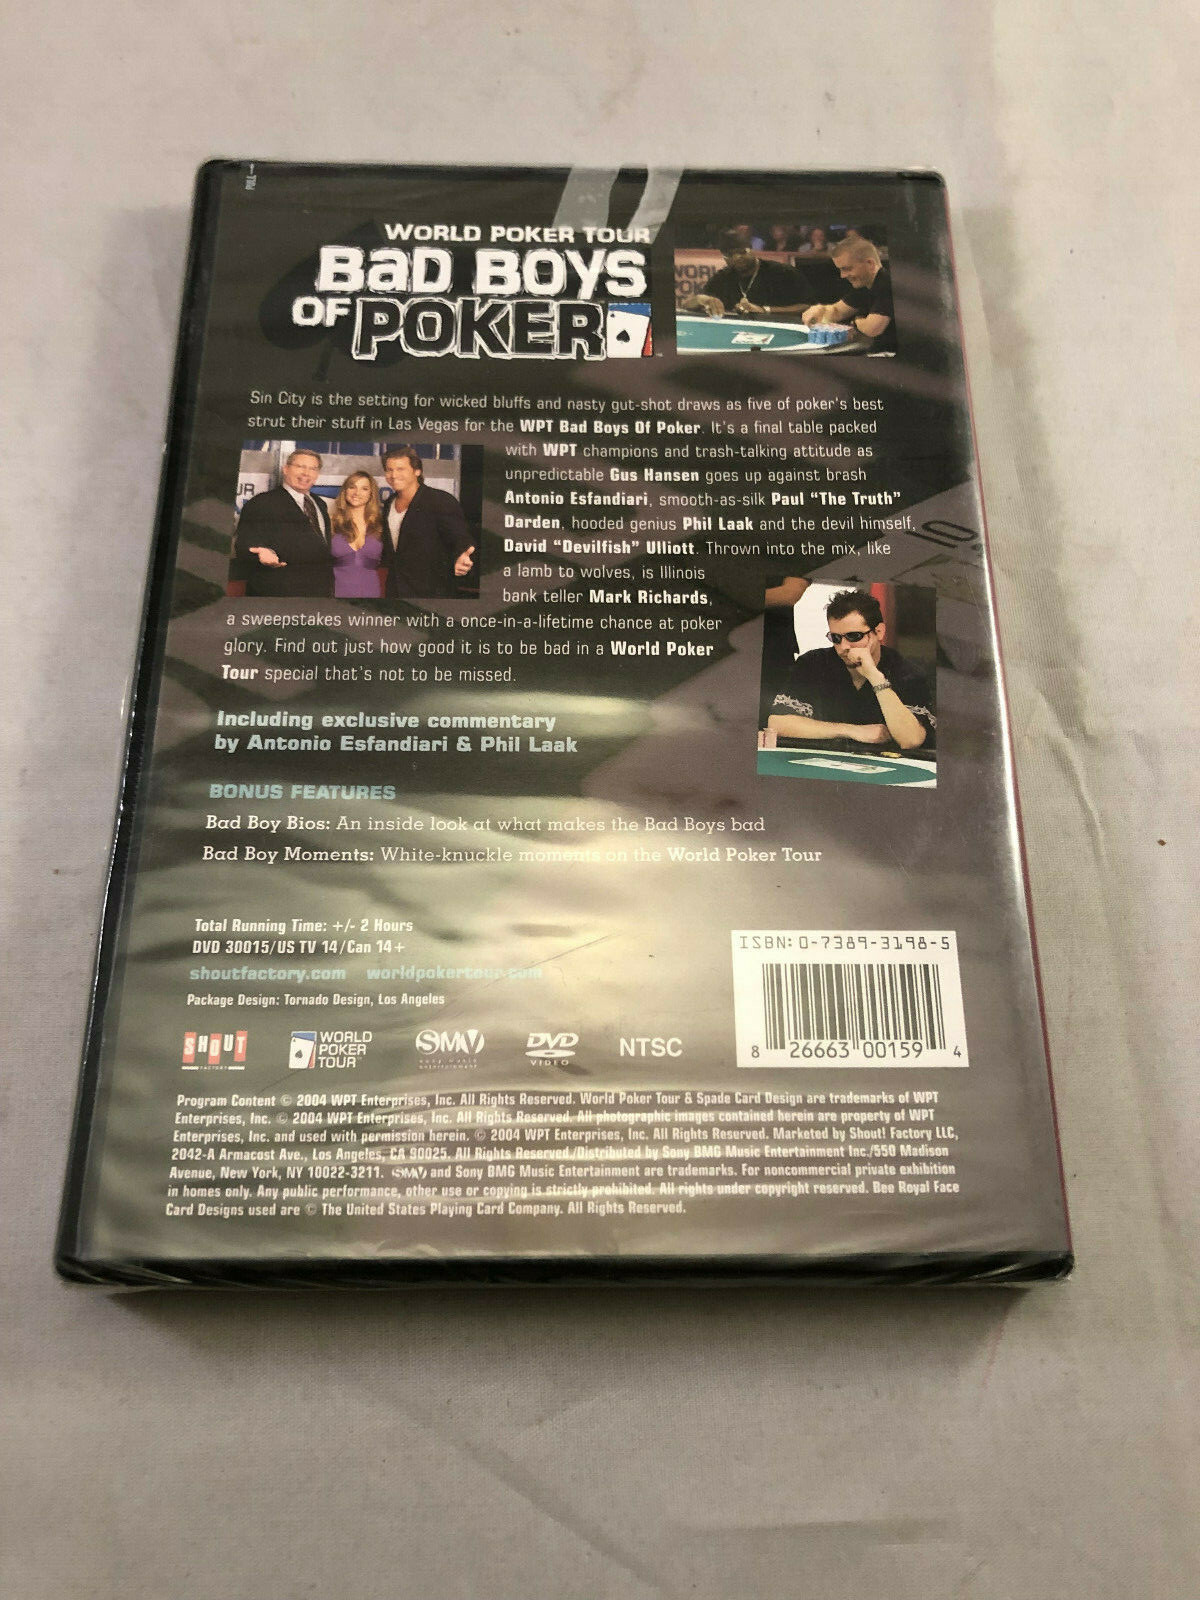 PULL
WORLD POKER TOUR
BaD BOYS
OF POKER
Sin City is the setting for wicked bluffs and nasty gut-shot draws as five of poker's best
strut their stuff in Las Vegas for the WPT Bad Boys Of Poker. It's a final table packed
with WPT champions and trash-talking attitude as
unpredictable Gus Hansen goes up against brash
Antonio Esfandiari, smooth-as-silk Paul “The Truth”
Darden, hooded genius Phil Laak and the devil himself,
David “Devilfish” Ulliott. Thrown into the mix, like
a lamb to wolves, is Illinois
bank teller Mark Richards,
a sweepstakes winner with a once-in-a-lifetime chance at poker
glory. Find out just how good it is to be bad in a World Poker
Tour special that's not to be missed.
Including exclusive commentary
by Antonio Esfandiari & Phil Laak
BONUS FEATURES
Bad Boy Bios: An inside look at what makes the Bad Boys bad
Bad Boy Moments: White-knuckle moments on the World Poker Tour
Total Running Time: +/- 2 Hours
DVD 30015/US TV 14/Can 14+
shoutfactory.com worldpokertour.com
Package Design: Tornado Design, Los Angeles
ISBN: 0-7389-3198-5
8 26663 00159 4
SHOUT
FACTORY
WORLD
POKER
TOUR
SMV
sony music
entertainment
DVD
VIDEO
NTSC
Program Content © 2004 WPT Enterprises, Inc. All Rights Reserved. World Poker Tour & Spade Card Design are trademarks of WPT
Enterprises, Inc. © 2004 WPT Enterprises, Inc. All Rights Reserved. All photographic images contained herein are property of WPT
Enterprises, Inc. and used with permission herein. © 2004 WPT Enterprises, Inc. All Rights Reserved. Marketed by Shout! Factory LLC,
2042-A Armacost Ave., Los Angeles, CA 90025. All Rights Reserved./Distributed by Sony BMG Music Entertainment Inc./550 Madison
Avenue, New York, NY 10022-3211. SMV and Sony BMG Music Entertainment are trademarks. For noncommercial private exhibition
in homes only. Any public performance, other use or copying is strictly prohibited. All rights under copyright reserved. Bee Royal Face
Card Designs used are © The United States Playing Card Company. All Rights Reserved.